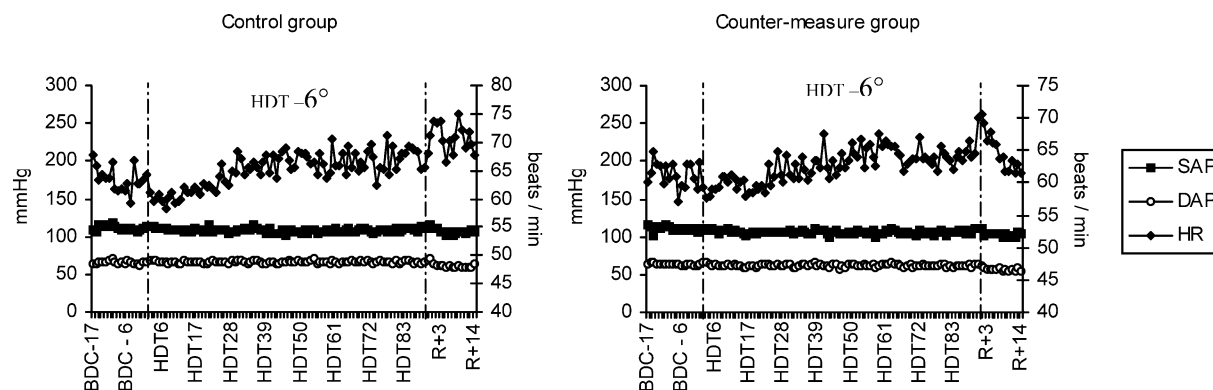 Control group
Counter-measure group
300
250
200
150
100
50
0
mmHg
HDT –6°
80
75
70
65
60
55
50
45
40
beats / min
BDC-17
BDC - 6
HDT6
HDT17
HDT28
HDT39
HDT50
HDT61
HDT72
HDT83
R+3
R+14
300
250
200
150
100
50
0
mmHg
HDT –6°
75
70
65
60
55
50
45
40
beats / min
BDC-17
BDC - 6
HDT6
HDT17
HDT28
HDT39
HDT50
HDT61
HDT72
HDT83
R+3
R+14
SAP
DAP
HR